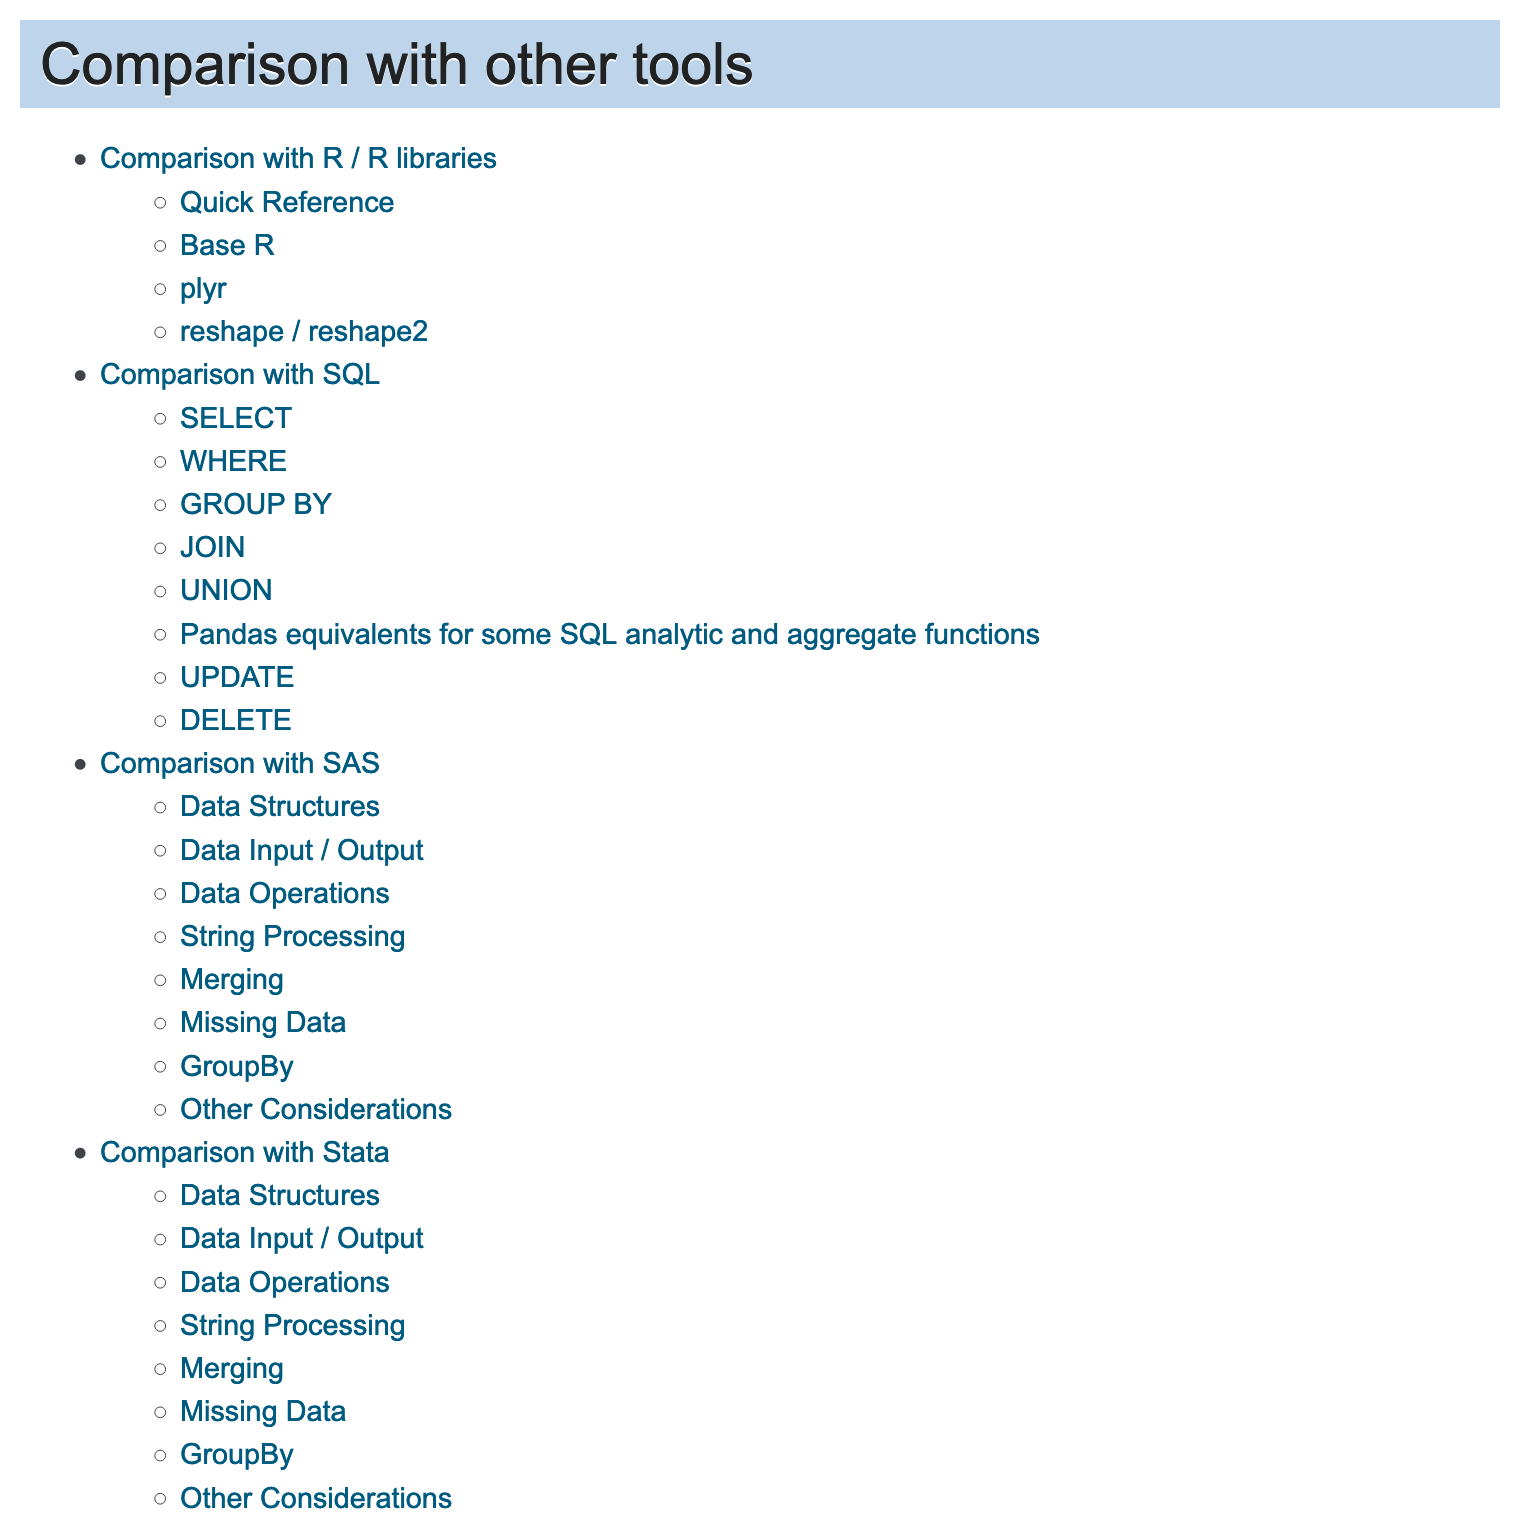 Comparison with other tools
Comparison with R / R libraries
Quick Reference
Base R
plyr
reshape / reshape2
Comparison with SQL
SELECT
WHERE
GROUP BY
JOIN
UNION
Pandas equivalents for some SQL analytic and aggregate functions
UPDATE
DELETE
Comparison with SAS
Data Structures
Data Input / Output
Data Operations
String Processing
Merging
Missing Data
GroupBy
Other Considerations
Comparison with Stata
Data Structures
Data Input / Output
Data Operations
String Processing
Merging
Missing Data
GroupBy
Other Considerations